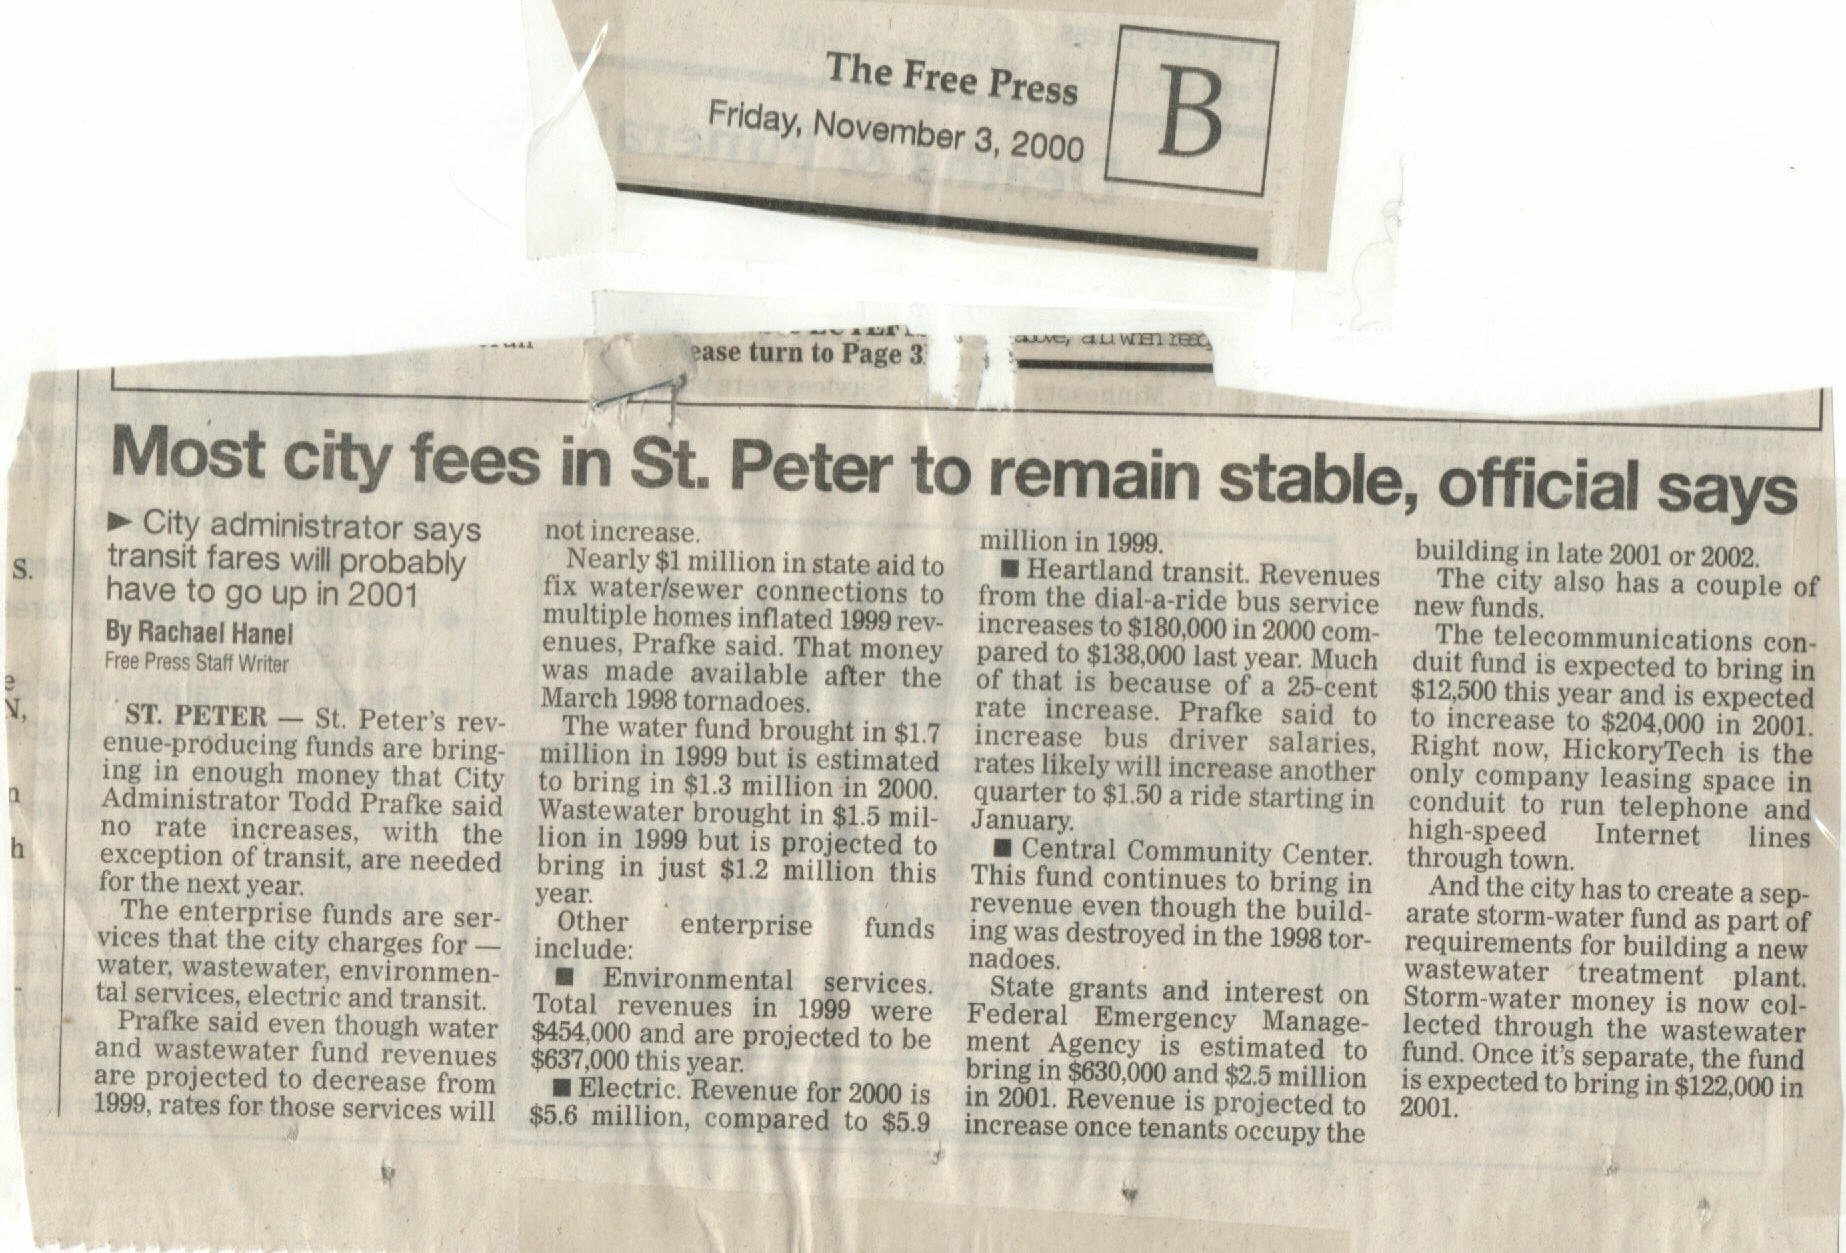 The Free Press
Friday, November 3, 2000
B
ease turn to Page 3
Most city fees in St. Peter to remain stable, official says
► City administrator says
transit fares will probably
have to go up in 2001
By Rachael Hanel
Free Press Staff Writer
ST. PETER — St. Peter's rev-
enue-producing funds are bring-
ing in enough money that City
Administrator Todd Prafke said
no rate increases, with the
exception of transit, are needed
for the next year.
The enterprise funds are ser-
vices that the city charges for —
water, wastewater, environmen-
tal services, electric and transit.
Prafke said even though water
and wastewater fund revenues
are projected to decrease from
1999, rates for those services will
not increase.
Nearly $1 million in state aid to
fix water/sewer connections to
multiple homes inflated 1999 rev-
enues, Prafke said. That money
was made available after the
March 1998 tornadoes.
The water fund brought in $1.7
million in 1999 but is estimated
to bring in $1.3 million in 2000.
Wastewater brought in $1.5 mil-
lion in 1999 but is projected to
bring in just $1.2 million this
year.
Other enterprise funds
include:
■ Environmental services.
Total revenues in 1999 were
$454,000 and are projected to be
$637,000 this year.
■ Electric. Revenue for 2000 is
$5.6 million, compared to $5.9
million in 1999.
■ Heartland transit. Revenues
from the dial-a-ride bus service
increases to $180,000 in 2000 com-
pared to $138,000 last year. Much
of that is because of a 25-cent
rate increase. Prafke said to
increase bus driver salaries,
rates likely will increase another
quarter to $1.50 a ride starting in
January.
■ Central Community Center.
This fund continues to bring in
revenue even though the build-
ing was destroyed in the 1998 tor-
nadoes.
State grants and interest on
Federal Emergency Manage-
ment Agency is estimated to
bring in $630,000 and $2.5 million
in 2001. Revenue is projected to
increase once tenants occupy the
building in late 2001 or 2002.
The city also has a couple of
new funds.
The telecommunications con-
duit fund is expected to bring in
$12,500 this year and is expected
to increase to $204,000 in 2001.
Right now, HickoryTech is the
only company leasing space in
conduit to run telephone and
high-speed Internet lines
through town.
And the city has to create a sep-
arate storm-water fund as part of
requirements for building a new
wastewater treatment plant.
Storm-water money is now col-
lected through the wastewater
fund. Once it's separate, the fund
is expected to bring in $122,000 in
2001.